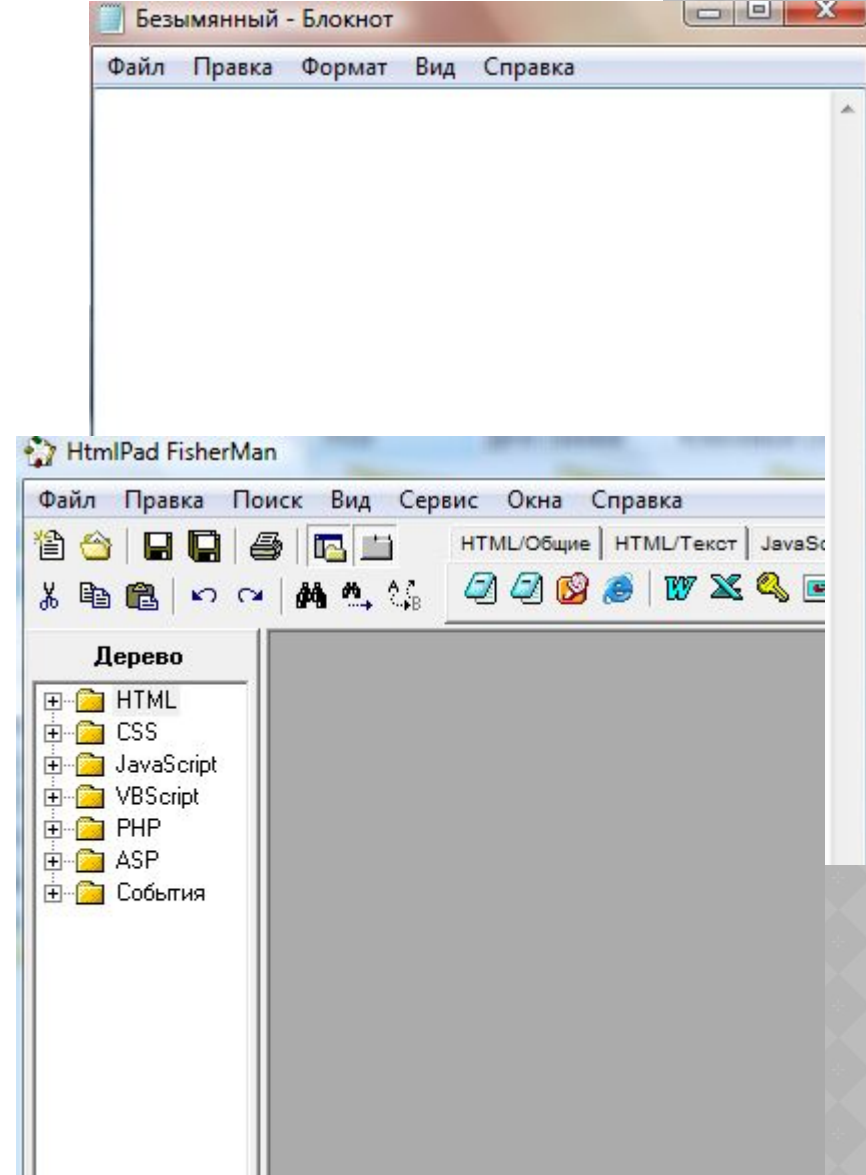 Безымянный - Блокнот
Файл Правка Формат Вид Справка
HtmlPad FisherMan
Файл Правка Поиск Вид Сервис Окна Справка
HTML/Общие HTML/Текст JavaSc
Дерево
HTML
CSS
JavaScript
VBScript
PHP
ASP
События